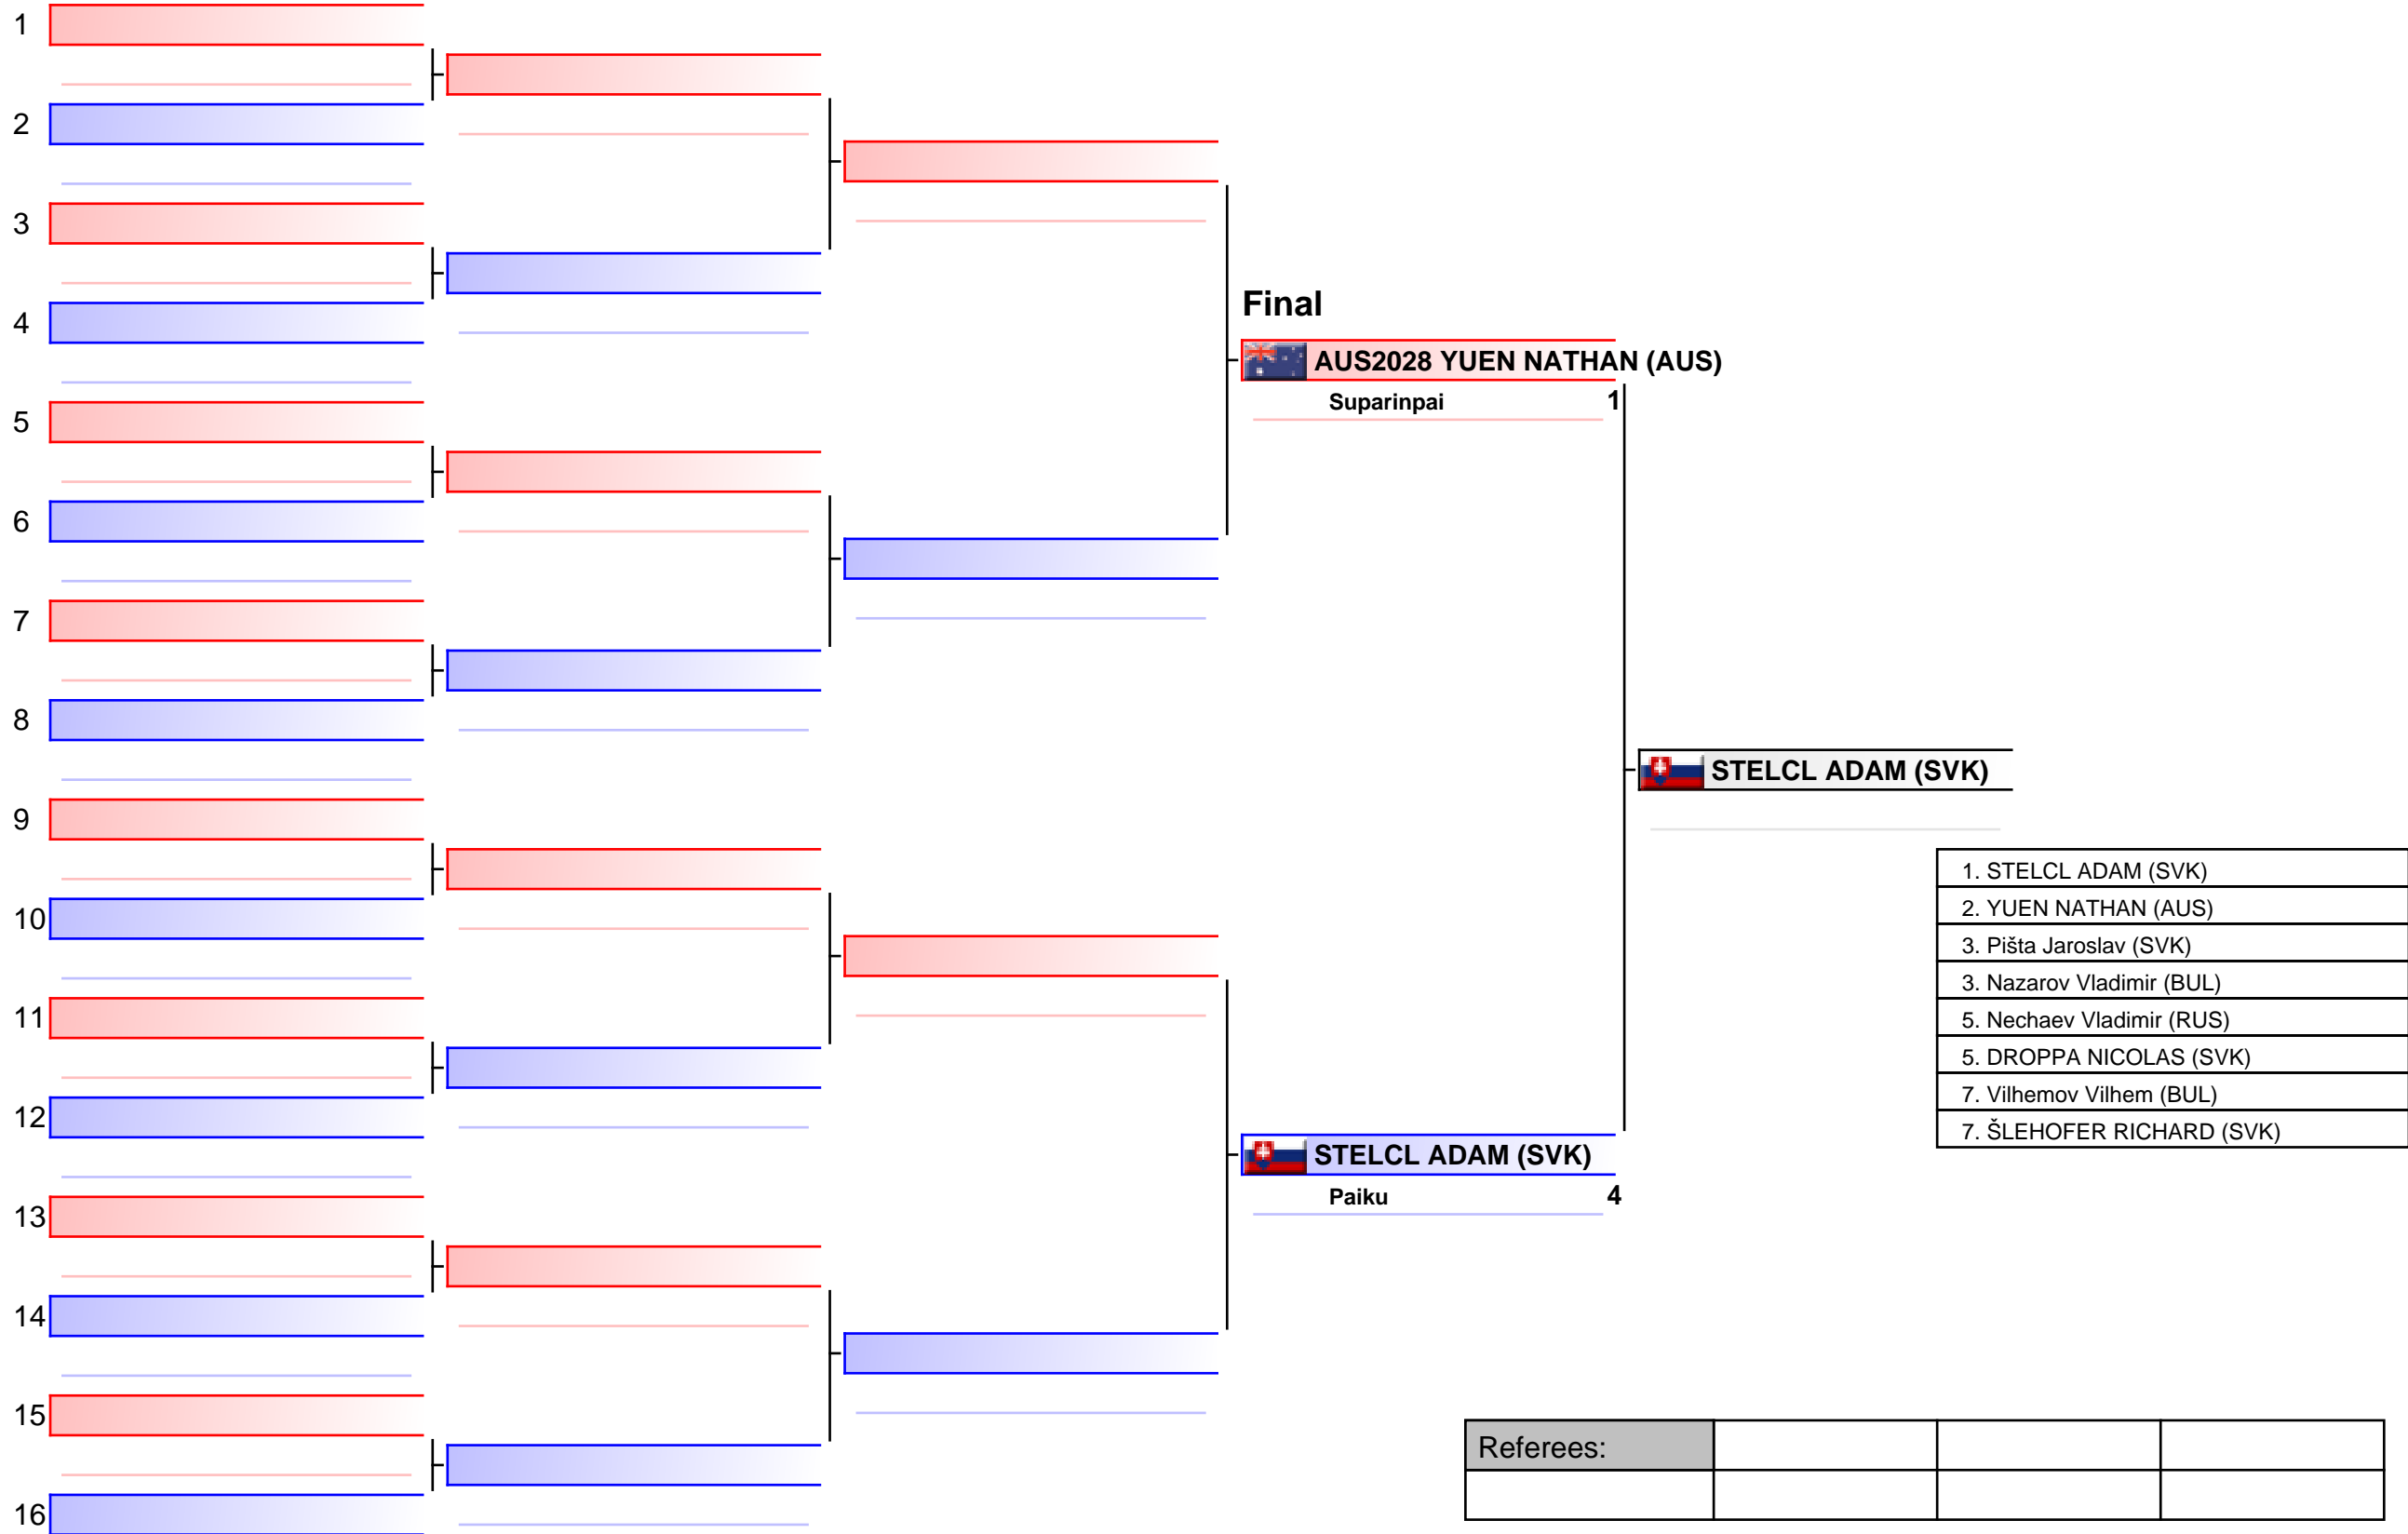 1
2
3
4
5
6
7
8
9
10
11
12
13
14
15
16
Final
AUS2028 YUEN NATHAN (AUS)
Suparinpai 1
STELCL ADAM (SVK)
Paiku 4
STELCL ADAM (SVK)
1. STELCL ADAM (SVK)
2. YUEN NATHAN (AUS)
3. Pišta Jaroslav (SVK)
3. Nazarov Vladimir (BUL)
5. Nechaev Vladimir (RUS)
5. DROPPA NICOLAS (SVK)
7. Vilhemov Vilhem (BUL)
7. ŠLEHOFER RICHARD (SVK)
Referees: